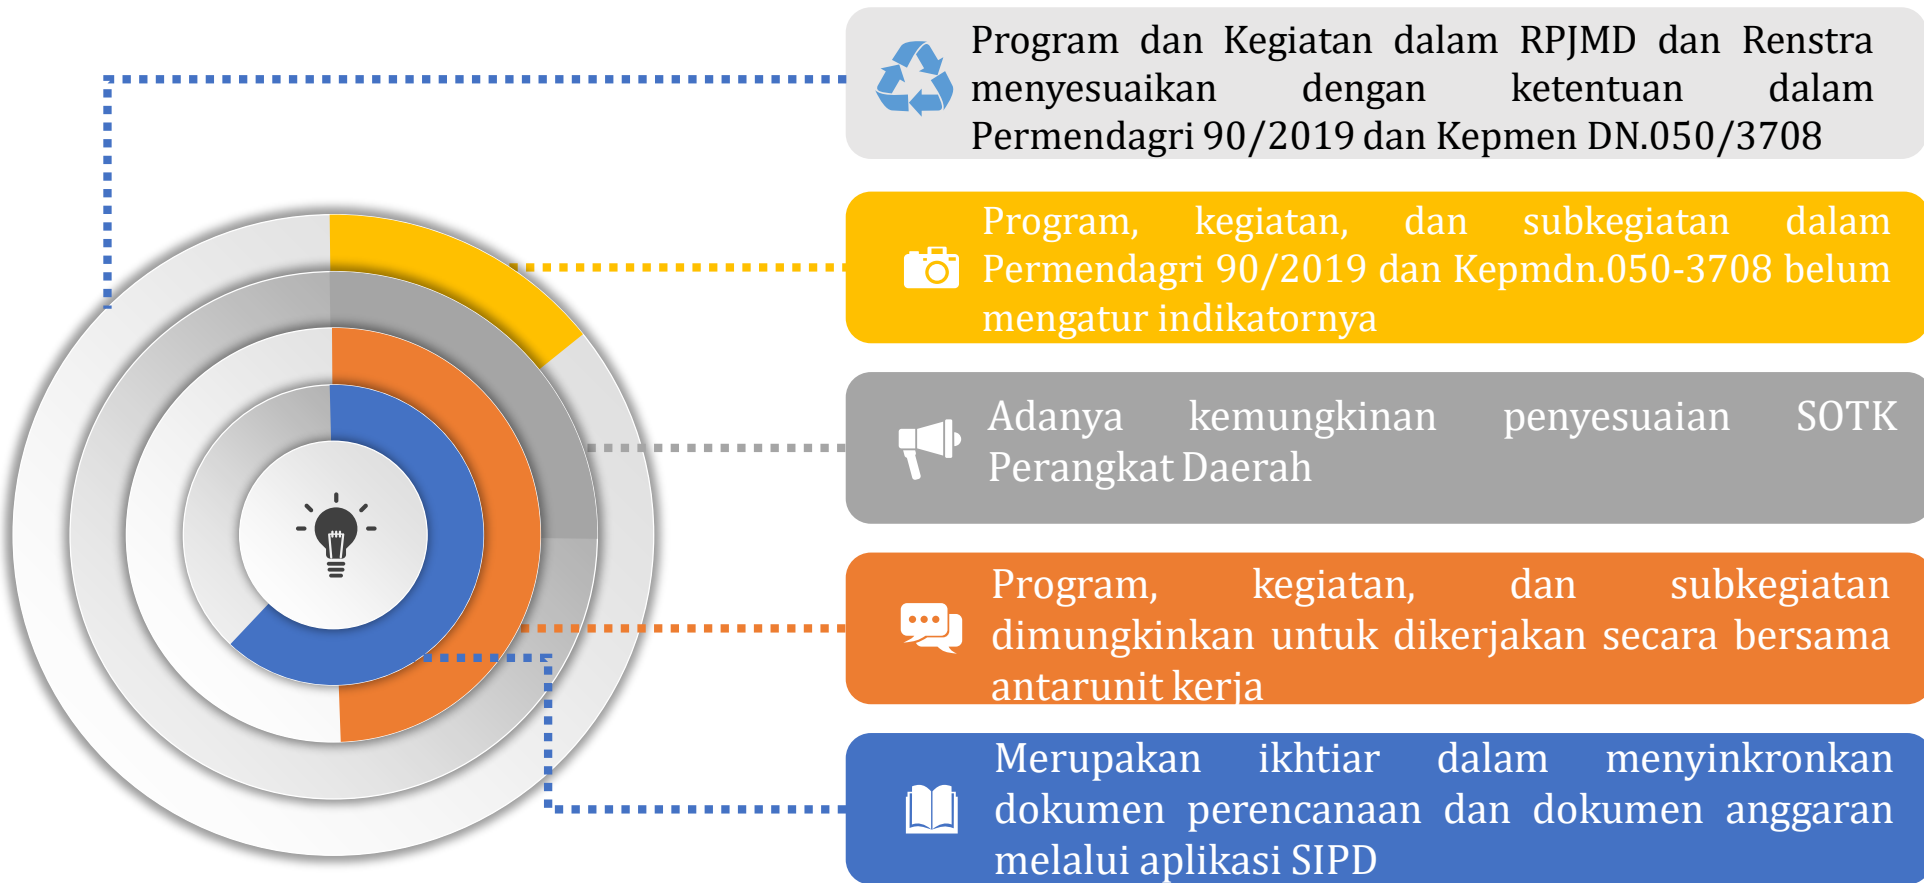 Program dan Kegiatan dalam RPJMD dan Renstra
menyesuaikan dengan ketentuan dalam
Permendagri 90/2019 dan Kepmen DN.050/3708
Program, kegiatan, dan subkegiatan dalam
Permendagri 90/2019 dan Kepmdn.050-3708 belum
mengatur indikatornya
Adanya kemungkinan penyesuaian SOTK
Perangkat Daerah
Program, kegiatan, dan subkegiatan
dimungkinkan untuk dikerjakan secara bersama
antarunit kerja
Merupakan ikhtiar dalam menyinkronkan
dokumen perencanaan dan dokumen anggaran
melalui aplikasi SIPD